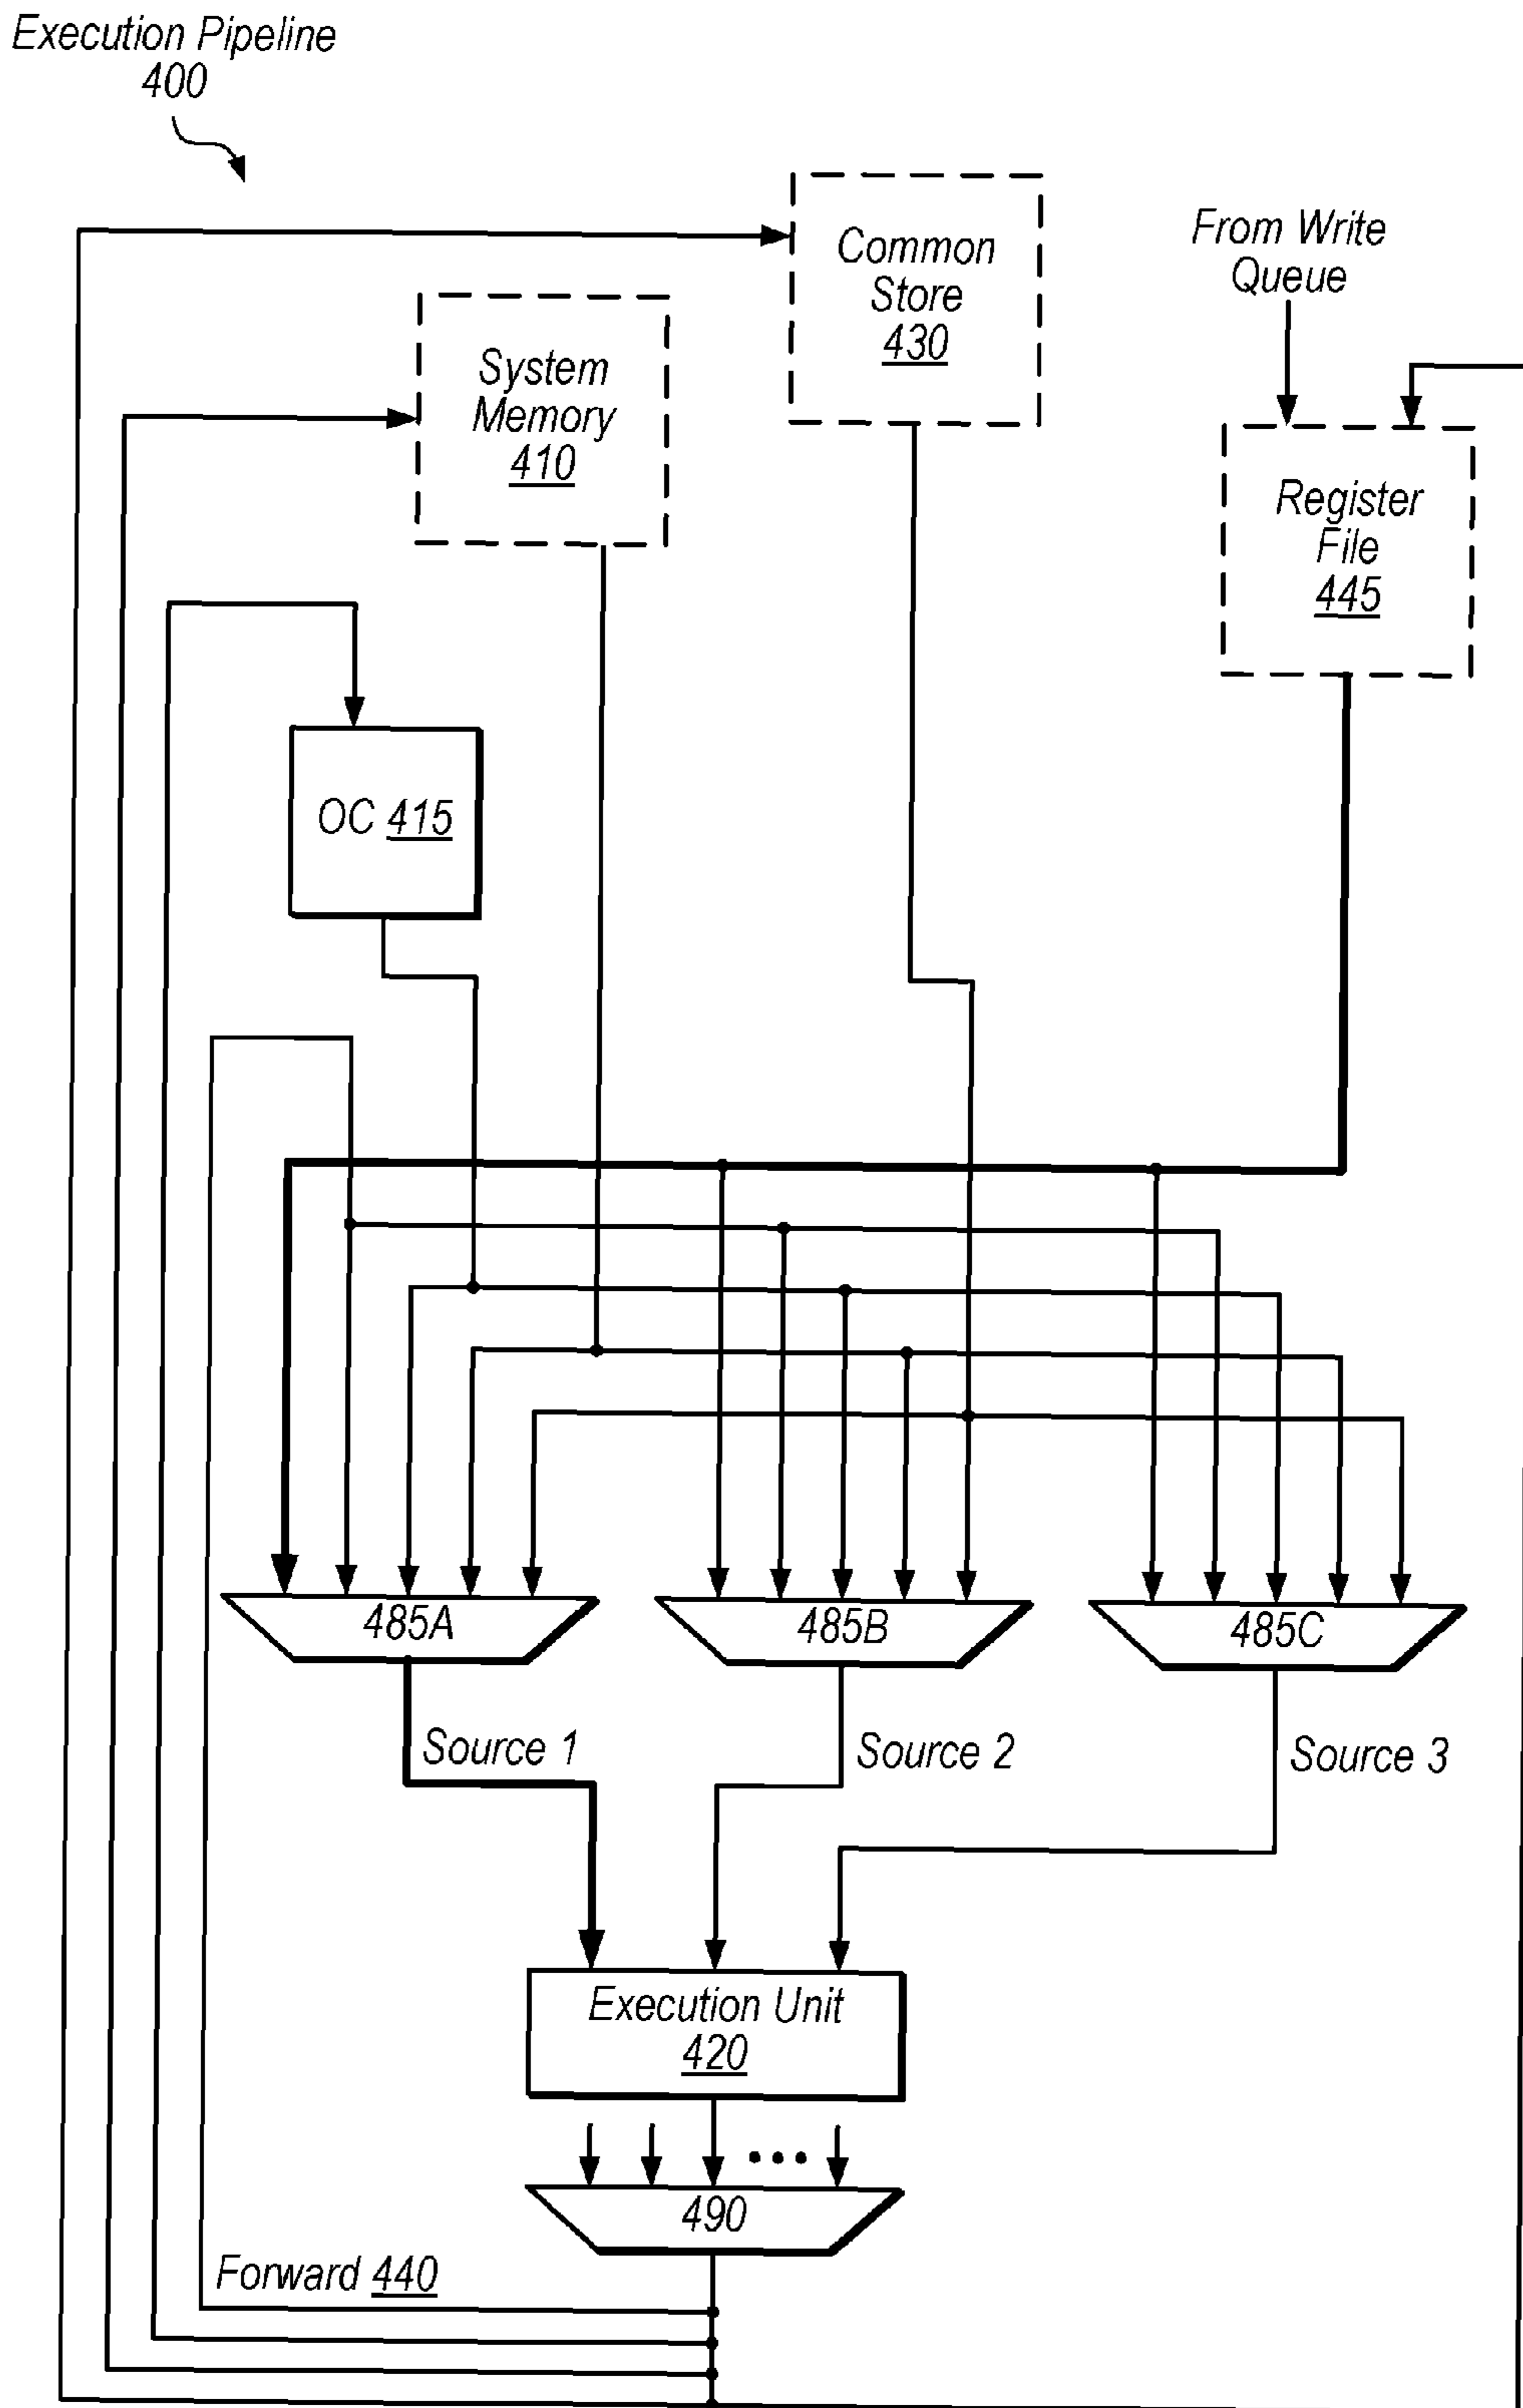 Execution Pipeline
400
Common
Store
430
From Write
Queue
System
Memory
410
Register
File
445
OC 415
485A
485B
485C
Source 1
Source 2
Source 3
Execution Unit
420
490
Forward 440